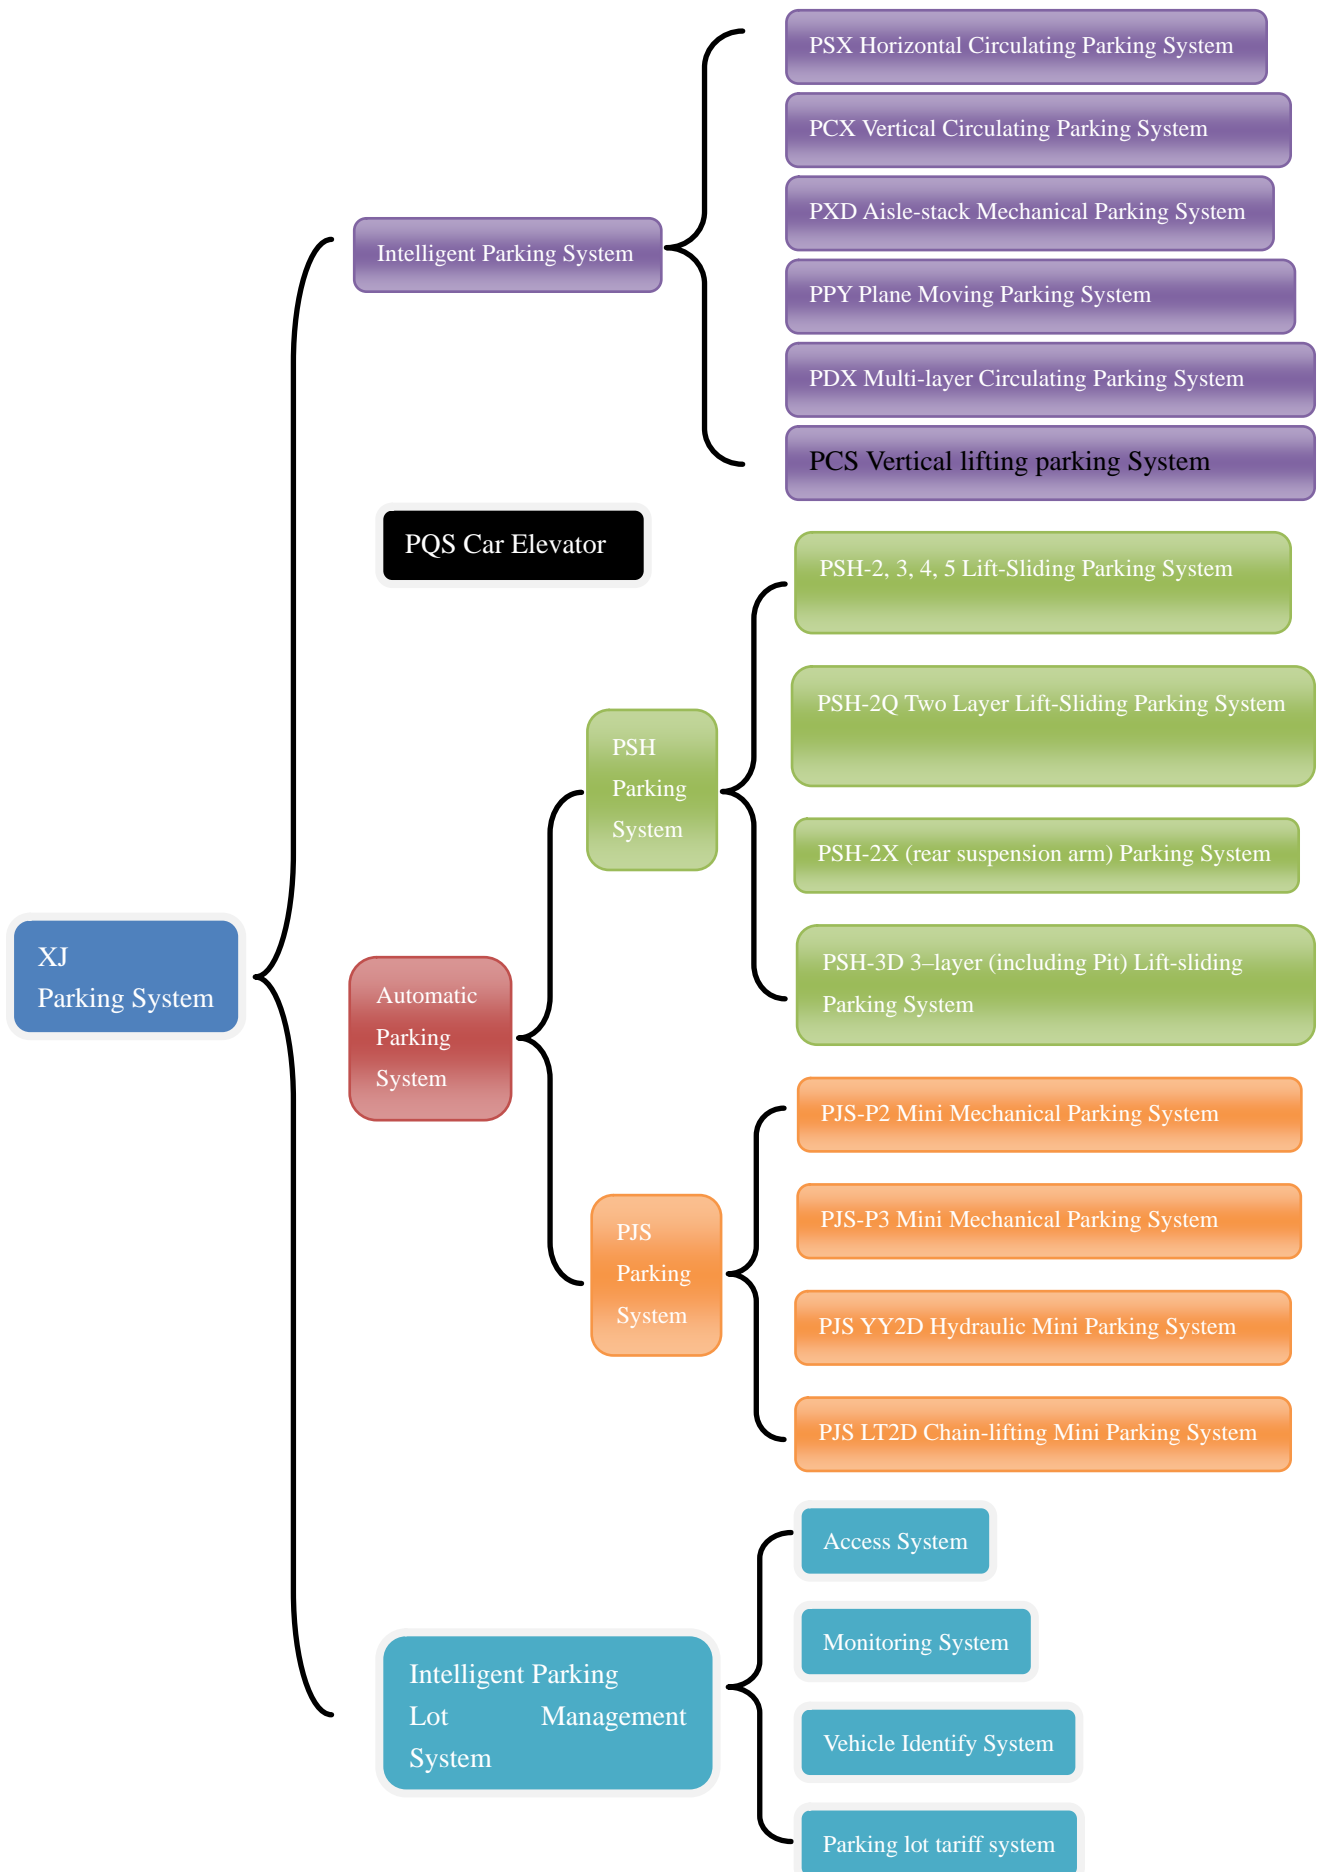 PSX Horizontal Circulating Parking System
PCX Vertical Circulating Parking System
PXD Aisle-stack Mechanical Parking System
Intelligent Parking System
PPY Plane Moving Parking System
PDX Multi-layer Circulating Parking System
PCS Vertical lifting parking System
PQS Car Elevator
PSH-2, 3, 4, 5 Lift-Sliding Parking System
PSH-2Q Two Layer Lift-Sliding Parking System
PSH
Parking
System
PSH-2X (rear suspension arm) Parking System
PSH-3D 3–layer (including Pit) Lift-sliding
Parking System
XJ
Parking System
Automatic
Parking
System
PJS-P2 Mini Mechanical Parking System
PJS-P3 Mini Mechanical Parking System
PJS
Parking
System
PJS YY2D Hydraulic Mini Parking System
PJS LT2D Chain-lifting Mini Parking System
Access System
Monitoring System
Intelligent Parking
Lot Management
System
Vehicle Identify System
Parking lot tariff system